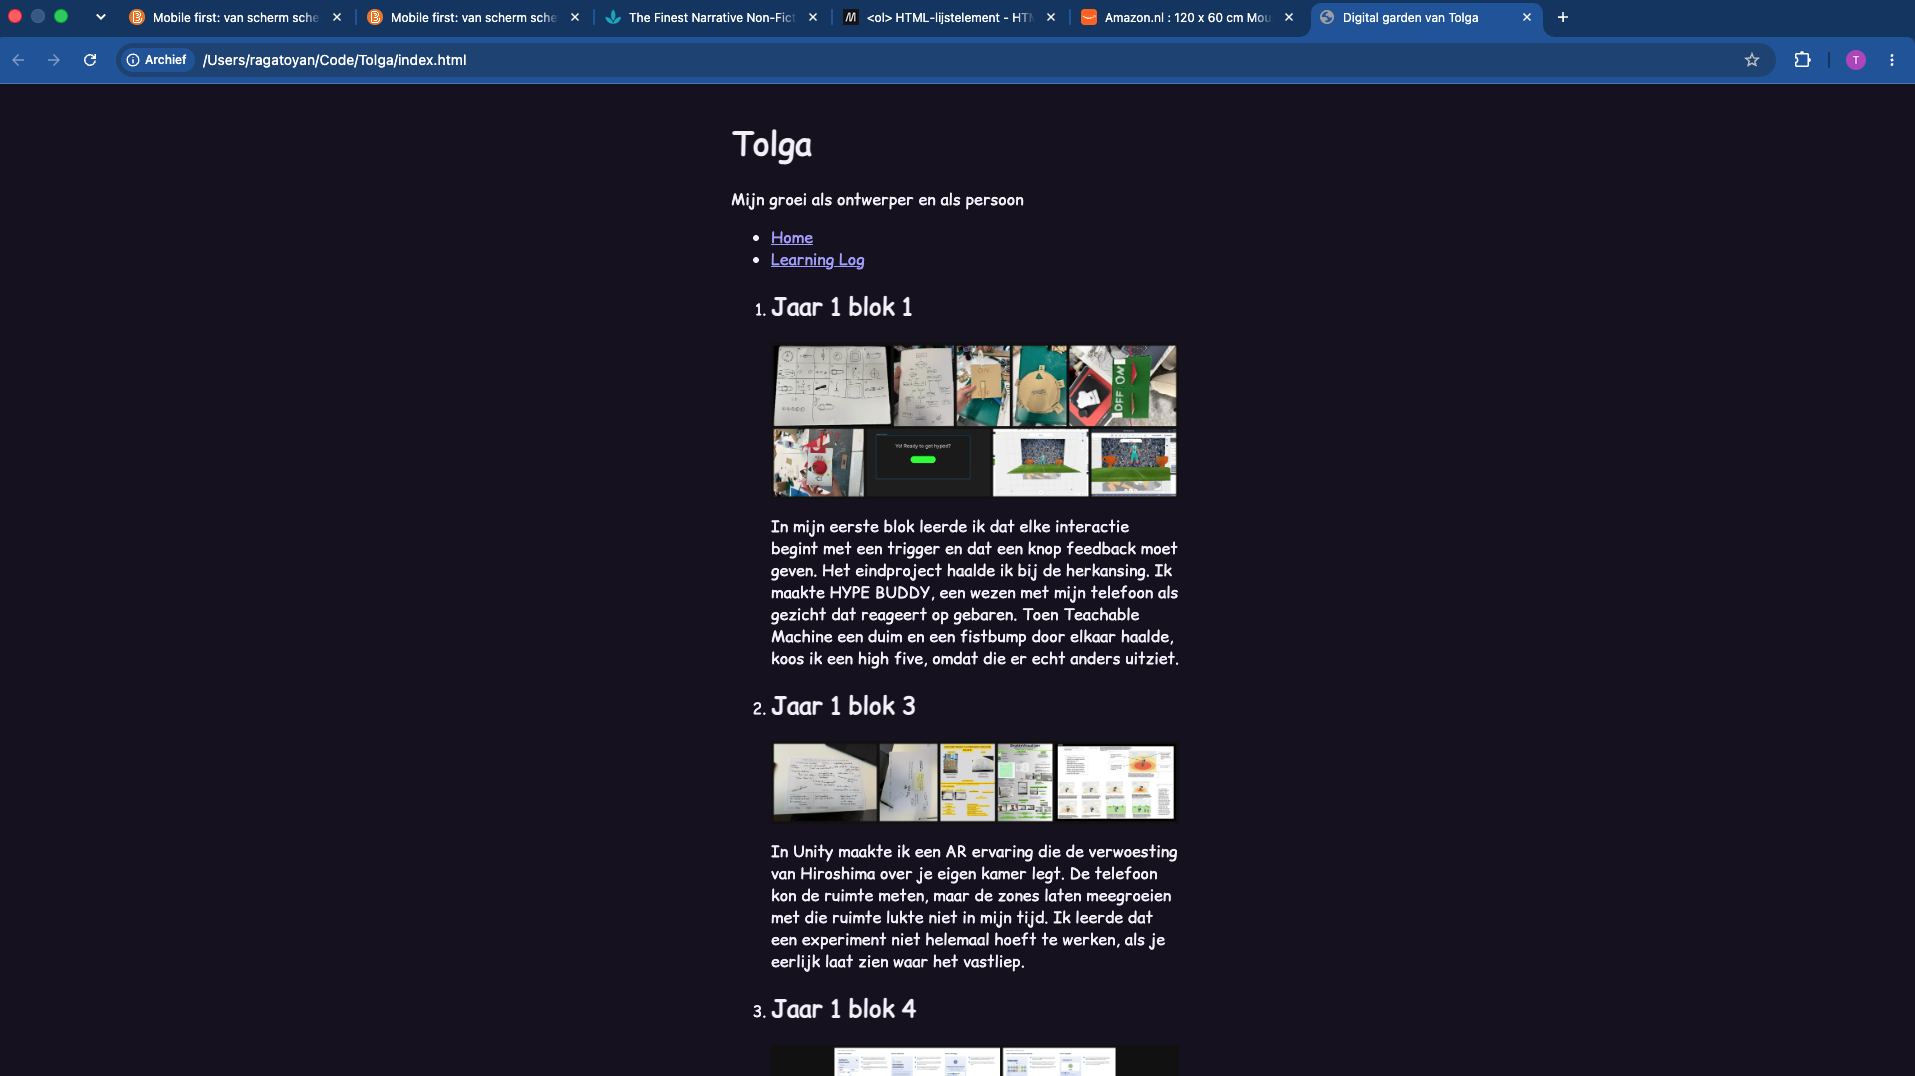 Mobile first: van scherm sche
Mobile first: van scherm sche
The Finest Narrative Non-Fict
<ol> HTML-lijstelement - HTM
Amazon.nl : 120 x 60 cm Mou
Digital garden van Tolga
Archief
/Users/ragatoyan/Code/Tolga/index.html
T
Tolga
Mijn groei als ontwerper en als persoon
Home
Learning Log
1. Jaar 1 blok 1
ON
OFF ON
Yo! Ready to get hyped?
In mijn eerste blok leerde ik dat elke interactie
begint met een trigger en dat een knop feedback moet
geven. Het eindproject haalde ik bij de herkansing. Ik
maakte HYPE BUDDY, een wezen met mijn telefoon als
gezicht dat reageert op gebaren. Toen Teachable
Machine een duim en een fistbump door elkaar haalde,
koos ik een high five, omdat die er echt anders uitziet.
2. Jaar 1 blok 3
In Unity maakte ik een AR ervaring die de verwoesting
van Hiroshima over je eigen kamer legt. De telefoon
kon de ruimte meten, maar de zones laten meegroeien
met die ruimte lukte niet in mijn tijd. Ik leerde dat
een experiment niet helemaal hoeft te werken, als je
eerlijk laat zien waar het vastliep.
3. Jaar 1 blok 4